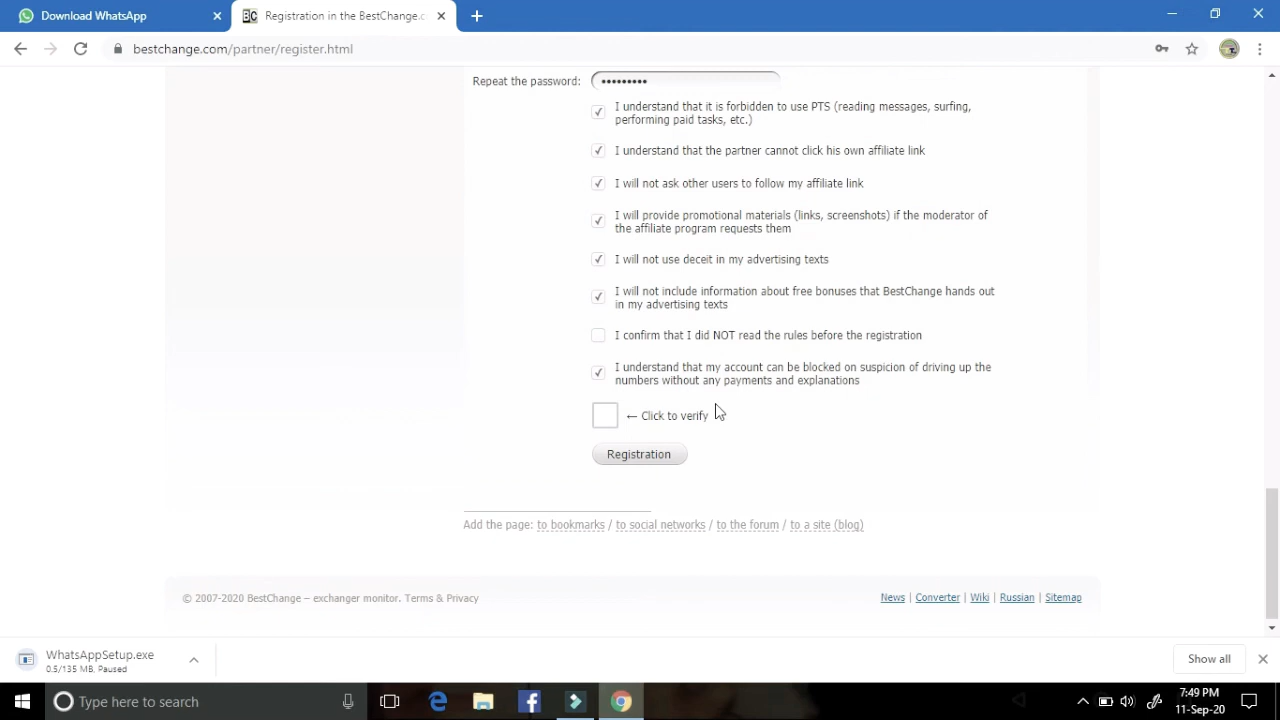 Download WhatsApp
Registration in the BestChange.c
bestchange.com/partner/register.html
Repeat the password: •••••••••
I understand that it is forbidden to use PTS (reading messages, surfing,
performing paid tasks, etc.)
I understand that the partner cannot click his own affiliate link
I will not ask other users to follow my affiliate link
I will provide promotional materials (links, screenshots) if the moderator of
the affiliate program requests them
I will not use deceit in my advertising texts
I will not include information about free bonuses that BestChange hands out
in my advertising texts
I confirm that I did NOT read the rules before the registration
I understand that my account can be blocked on suspicion of driving up the
numbers without any payments and explanations
← Click to verify
Registration
Add the page: to bookmarks / to social networks / to the forum / to a site (blog)
© 2007-2020 BestChange – exchanger monitor. Terms & Privacy
News | Converter | Wiki | Russian | Sitemap
WhatsAppSetup.exe
0.5/135 MB, Paused
Show all
Type here to search
7:49 PM
11-Sep-20